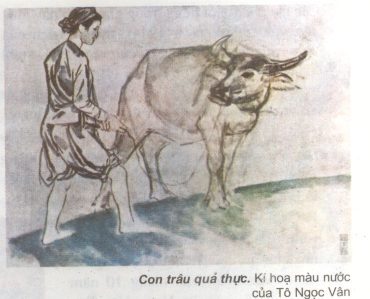 Con trâu quả thực. Kí hoạ màu nước
của Tô Ngọc Vân